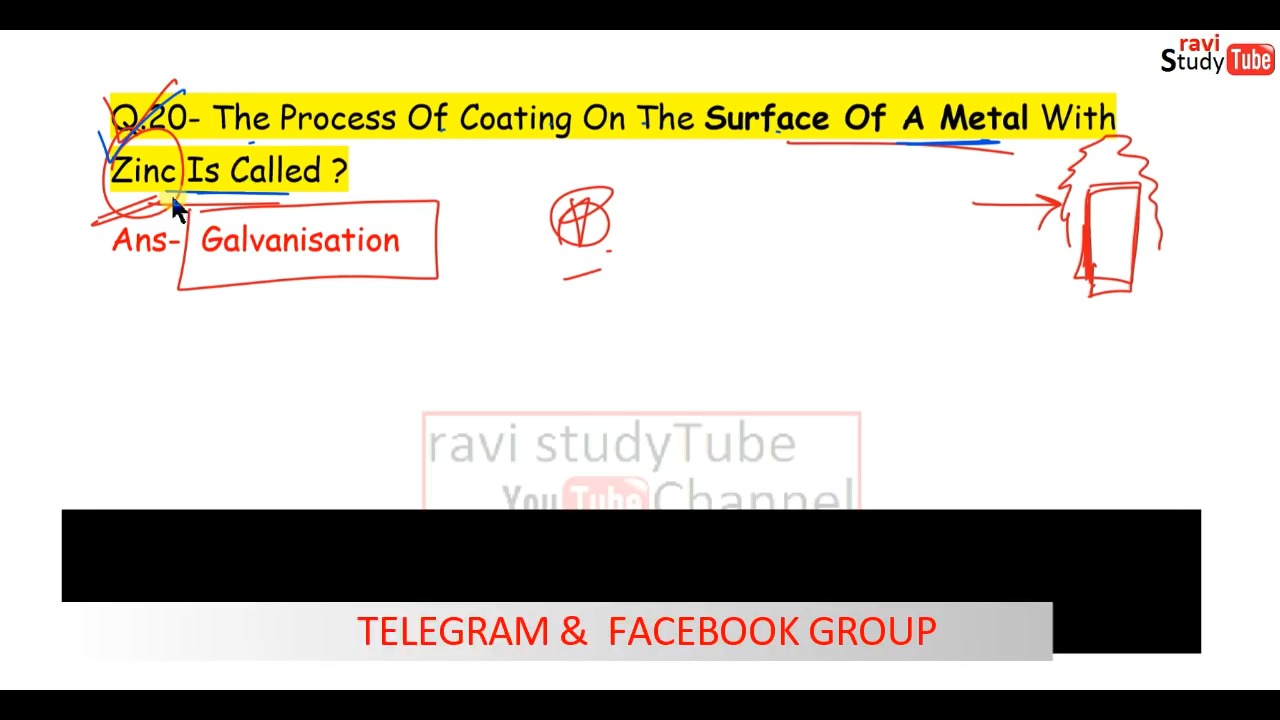 ravi
StudyTube
Q.20- The Process Of Coating On The Surface Of A Metal With
Zinc Is Called ?
Ans- Galvanisation
ravi studyTube
YouTube Channel
TELEGRAM & FACEBOOK GROUP